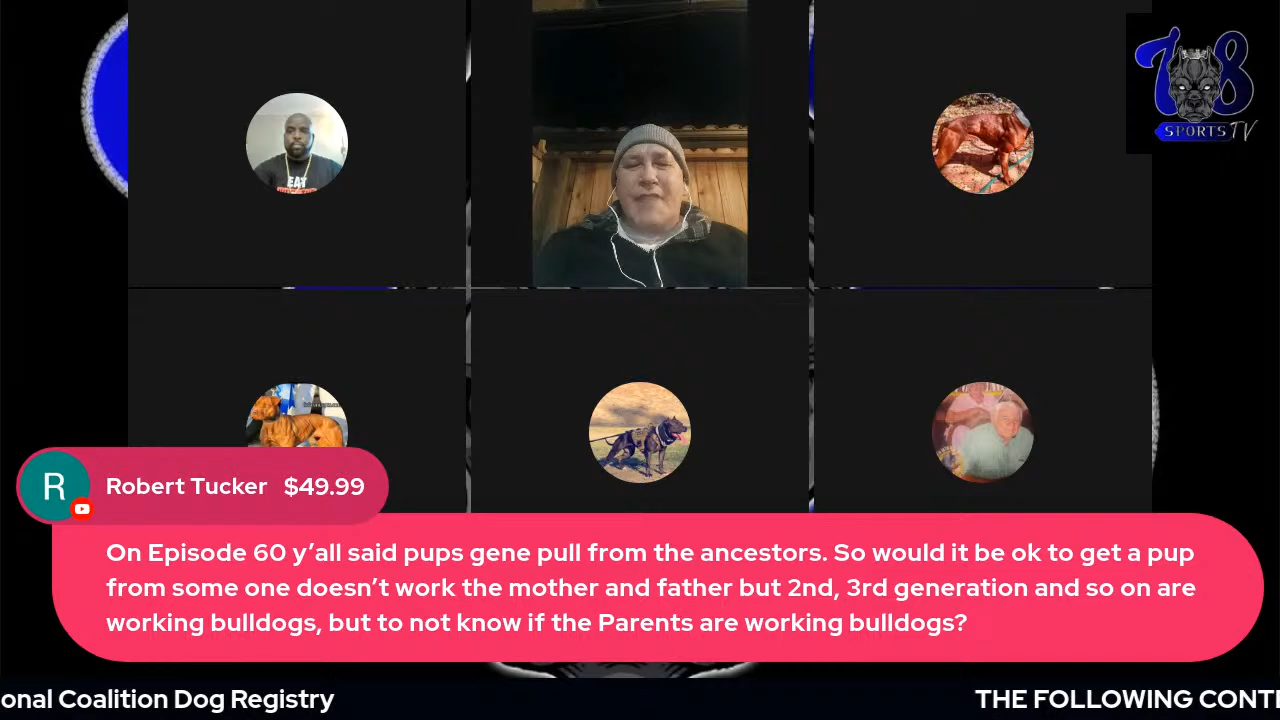 78
SPORTS TV
EAT
R
Robert Tucker $49.99
On Episode 60 y’all said pups gene pull from the ancestors. So would it be ok to get a pup
from some one doesn’t work the mother and father but 2nd, 3rd generation and so on are
working bulldogs, but to not know if the Parents are working bulldogs?
onal Coalition Dog Registry
THE FOLLOWING CONTE